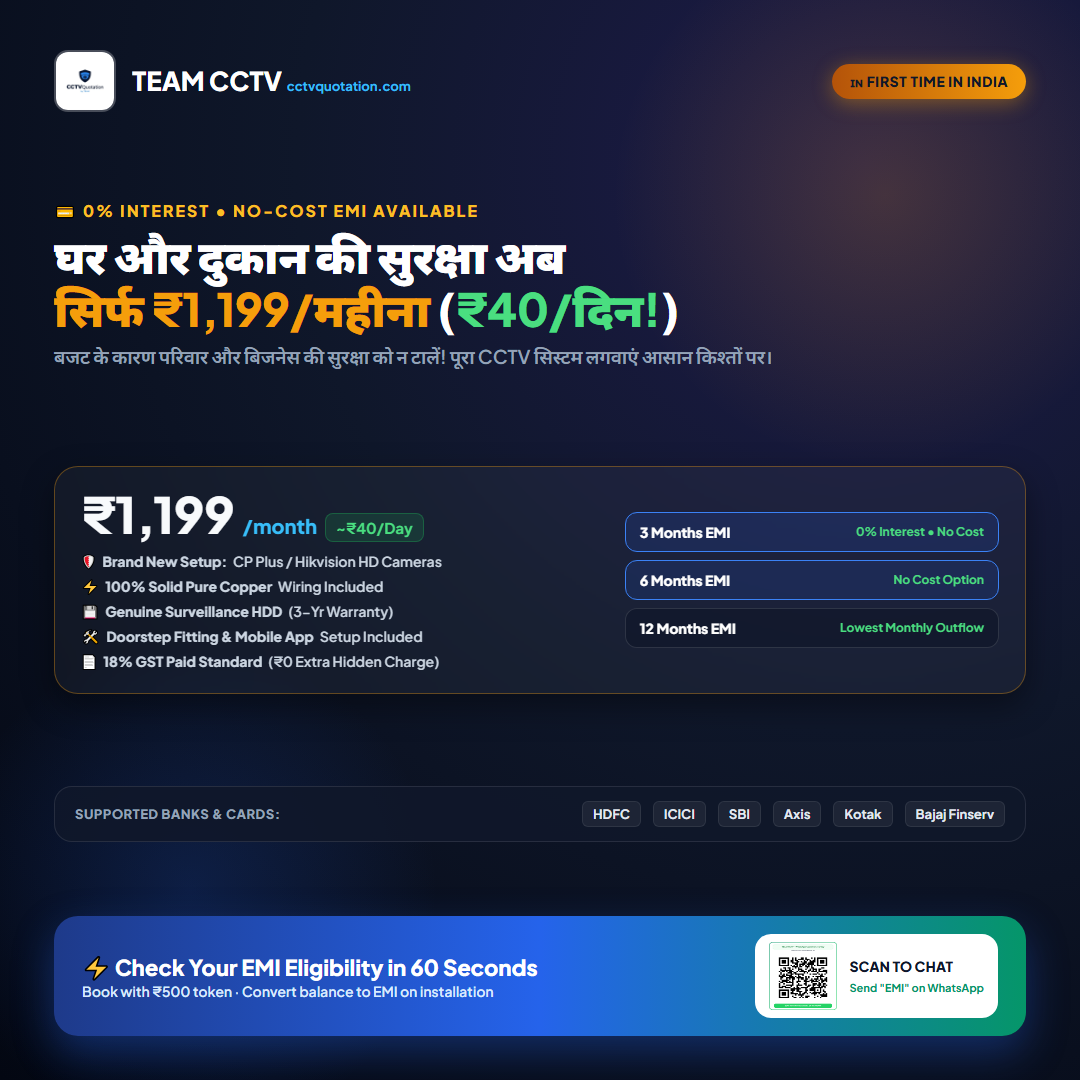 CCTVQuotation
TEAM CCTV cctvquotation.com
IN FIRST TIME IN INDIA
💳 0% INTEREST • NO-COST EMI AVAILABLE
घर और दुकान की सुरक्षा अब
सिर्फ ₹1,199/महीना (₹40/दिन!)
बजट के कारण परिवार और बिजनेस की सुरक्षा को न टालें! पूरा CCTV सिस्टम लगवाएं आसान किश्तों पर।
₹1,199 /month ~₹40/Day
🛡️ Brand New Setup: CP Plus / Hikvision HD Cameras
⚡ 100% Solid Pure Copper Wiring Included
💾 Genuine Surveillance HDD (3-Yr Warranty)
🛠️ Doorstep Fitting & Mobile App Setup Included
📄 18% GST Paid Standard (₹0 Extra Hidden Charge)
3 Months EMI 0% Interest • No Cost
6 Months EMI No Cost Option
12 Months EMI Lowest Monthly Outflow
SUPPORTED BANKS & CARDS: HDFC ICICI SBI Axis Kotak Bajaj Finserv
⚡ Check Your EMI Eligibility in 60 Seconds
Book with ₹500 token · Convert balance to EMI on installation
SCAN TO CHAT
Send "EMI" on WhatsApp